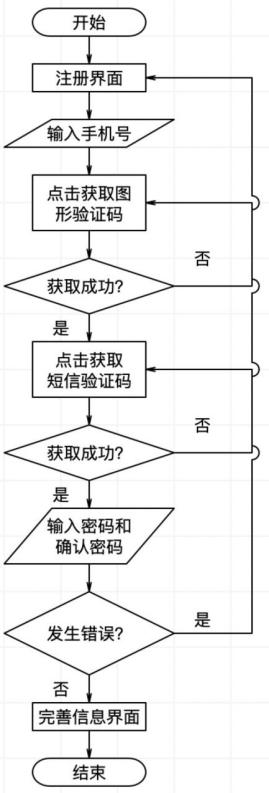 开始
注册界面
输入手机号
点击获取图
形验证码
否
获取成功?
是
点击获取
短信验证码
否
获取成功?
是
输入密码和
确认密码
发生错误?
是
否
完善信息界面
结束